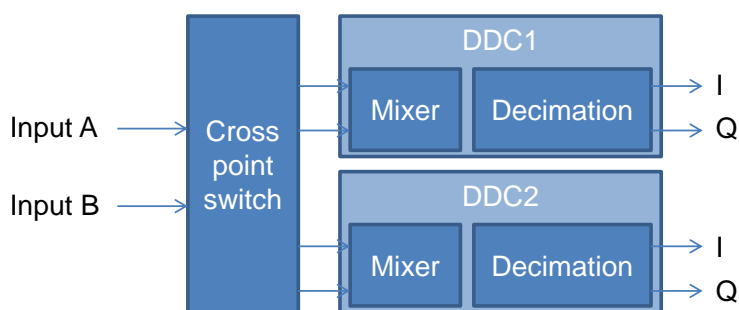 Input A
Input B
Cross
point
switch
DDC1
Mixer
Decimation
I
Q
DDC2
Mixer
Decimation
I
Q